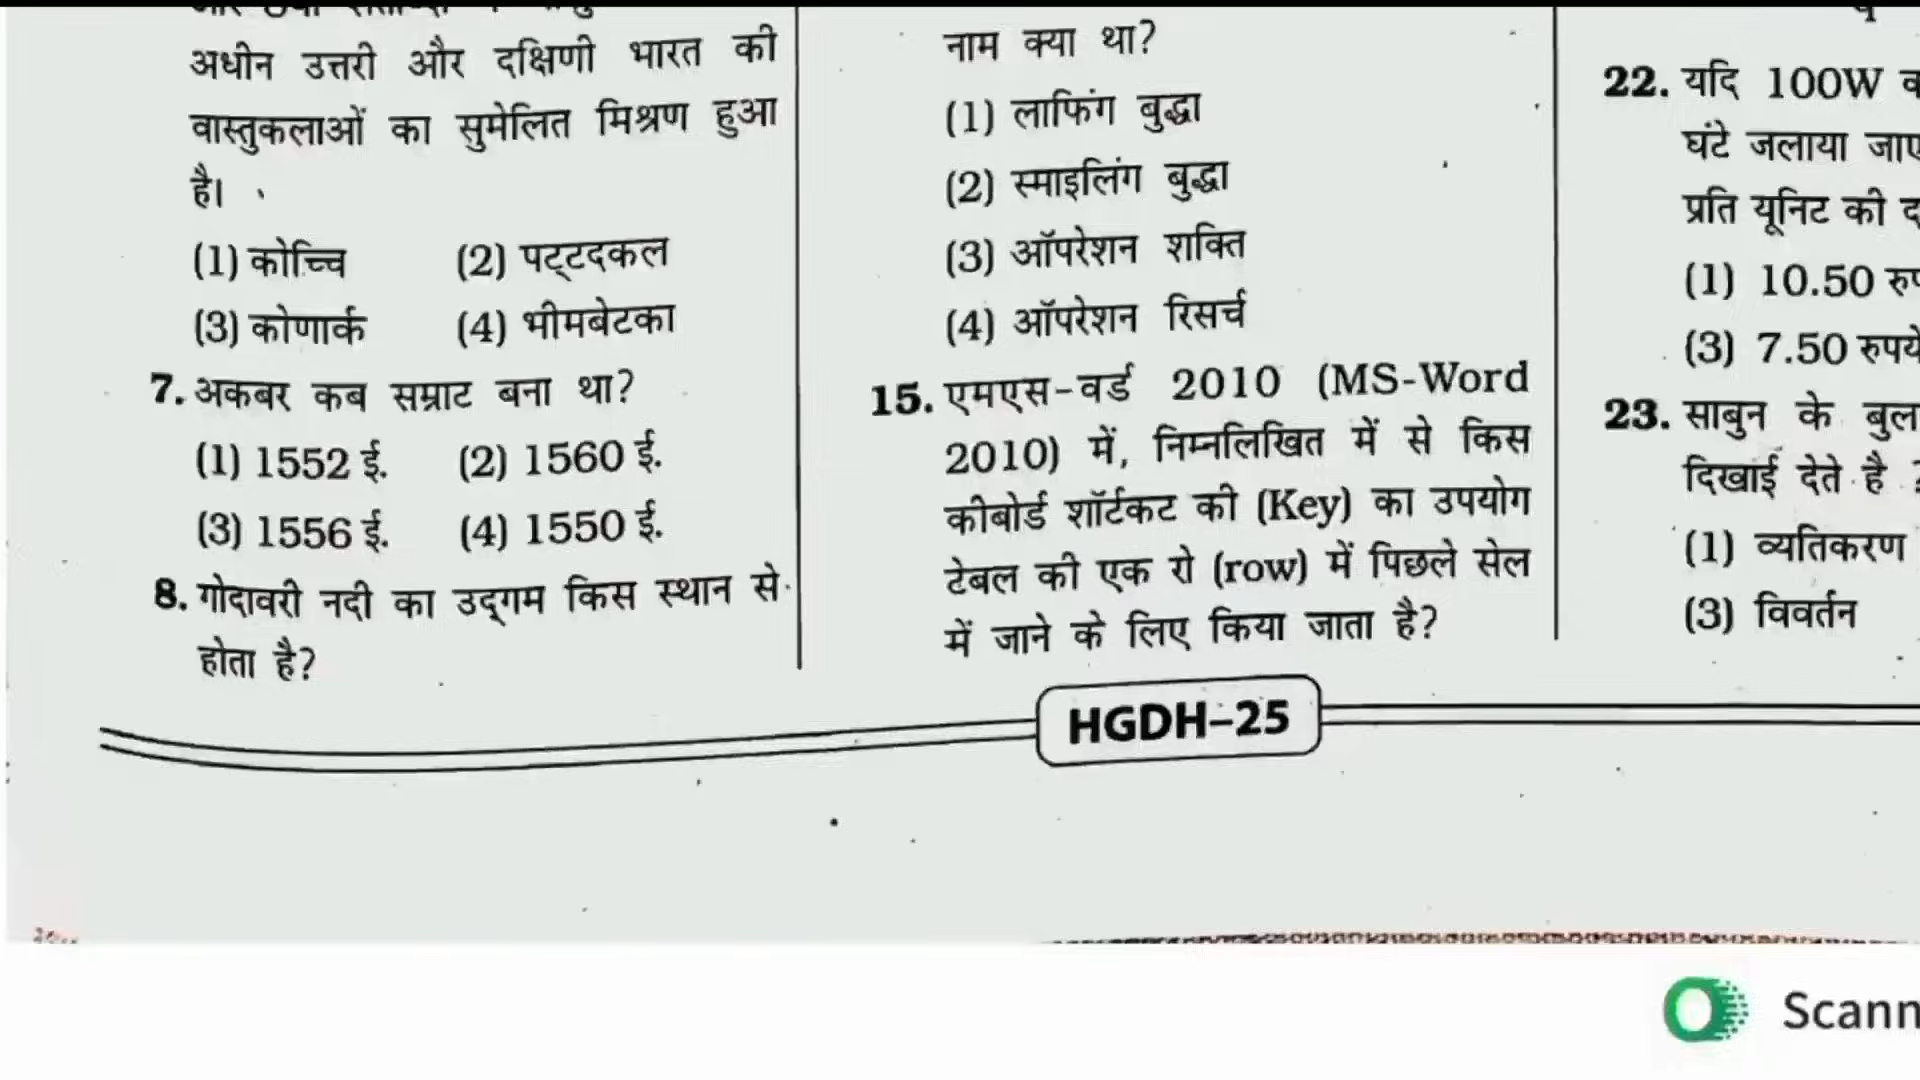 अधीन उत्तरी और दक्षिणी भारत की
वास्तुकलाओं का सुमेलित मिश्रण हुआ
है।
(1) कोच्चि (2) पट्टदकल
(3) कोणार्क (4) भीमबेटका
7. अकबर कब सम्राट बना था?
(1) 1552 ई. (2) 1560 ई.
(3) 1556 ई. (4) 1550 ई.
8. गोदावरी नदी का उद्‌गम किस स्थान से
होता है?
नाम क्या था?
(1) लाफिंग बुद्धा
(2) स्माइलिंग बुद्धा
(3) ऑपरेशन शक्ति
(4) ऑपरेशन रिसर्च
15. एमएस-वर्ड 2010 (MS-Word
2010) में, निम्नलिखित में से किस
कीबोर्ड शॉर्टकट की (Key) का उपयोग
टेबल की एक रो (row) में पिछले सेल
में जाने के लिए किया जाता है?
22. यदि 100W
घंटे जलाया
प्रति यूनिट की
(1) 10.50
(3) 7.50 रुपये
23. साबुन के
दिखाई देते है ?
(1) व्यतिकरण
(3) विवर्तन
HGDH-25
Scann